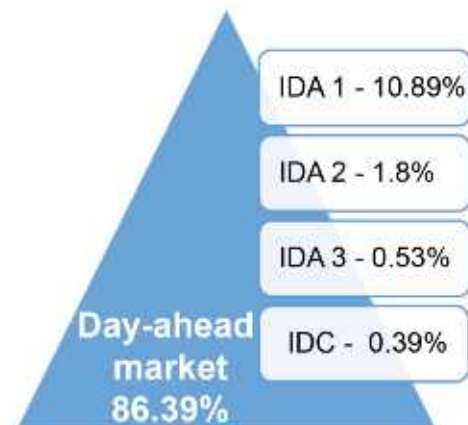 IDA 1 - 10.89%
IDA 2 - 1.8%
IDA 3 - 0.53%
IDC - 0.39%
Day-ahead
market
86.39%